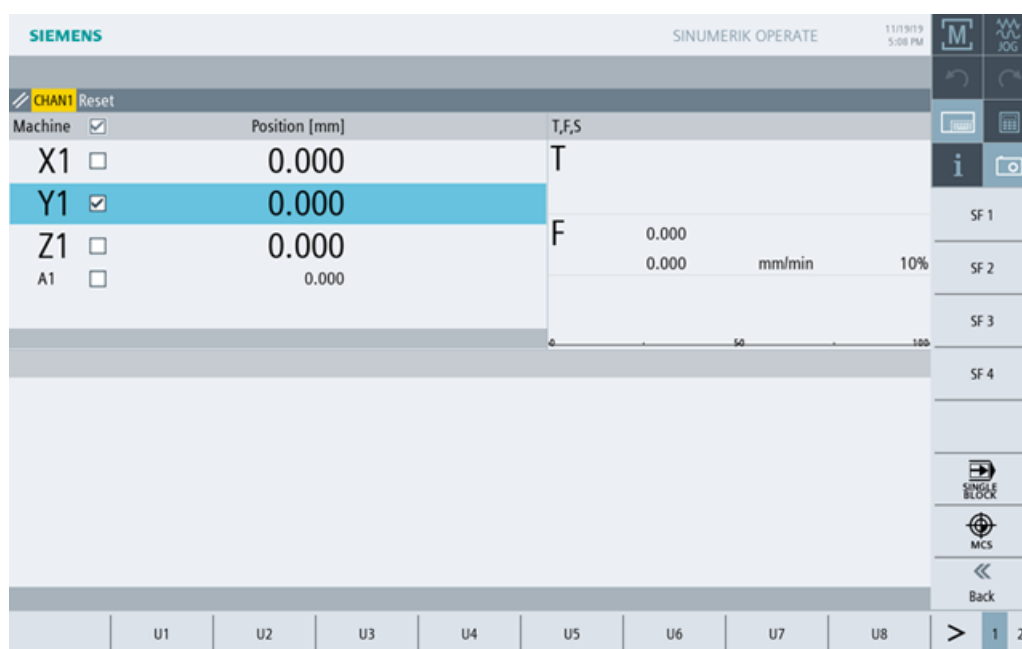 SIEMENS
SINUMERIK OPERATE
11/19/19
5:08 PM
M
JOG
CHAN1 Reset
Machine Position [mm] T,F,S
X1 0.000 T
Y1 0.000
Z1 0.000
A1 0.000
F 0.000
0.000 mm/min 10%
0 50 100
i
SF 1
SF 2
SF 3
SF 4
SINGLE
BLOCK
MCS
Back
U1 U2 U3 U4 U5 U6 U7 U8 > 1 2